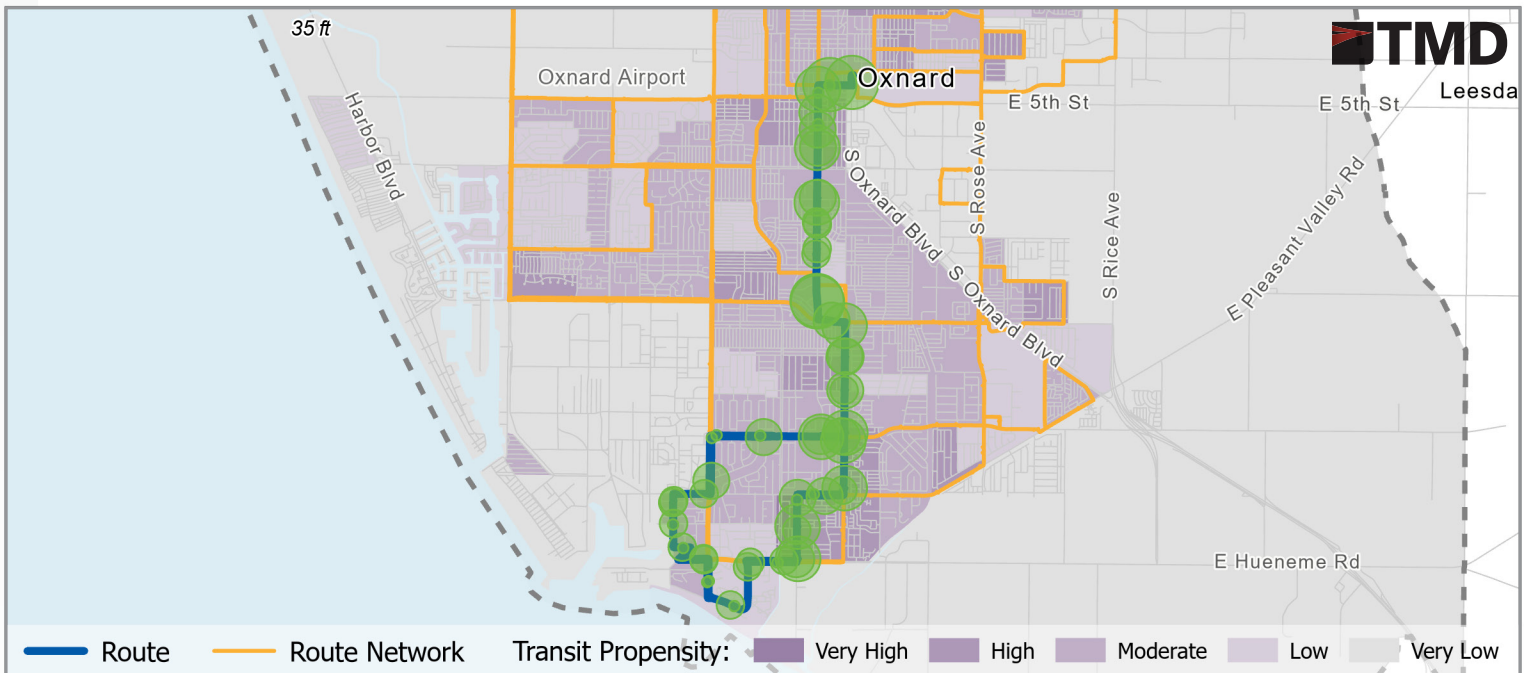 35 ft
TMD
Oxnard Airport
Oxnard
Leesda
E 5th St
E 5th St
Harbor Blvd
S Rose Ave
S Oxnard Blvd
S Oxnard Blvd
S Rice Ave
E Pleasant Valley Rd
E Hueneme Rd
Route
Route Network
Transit Propensity:
Very High
High
Moderate
Low
Very Low